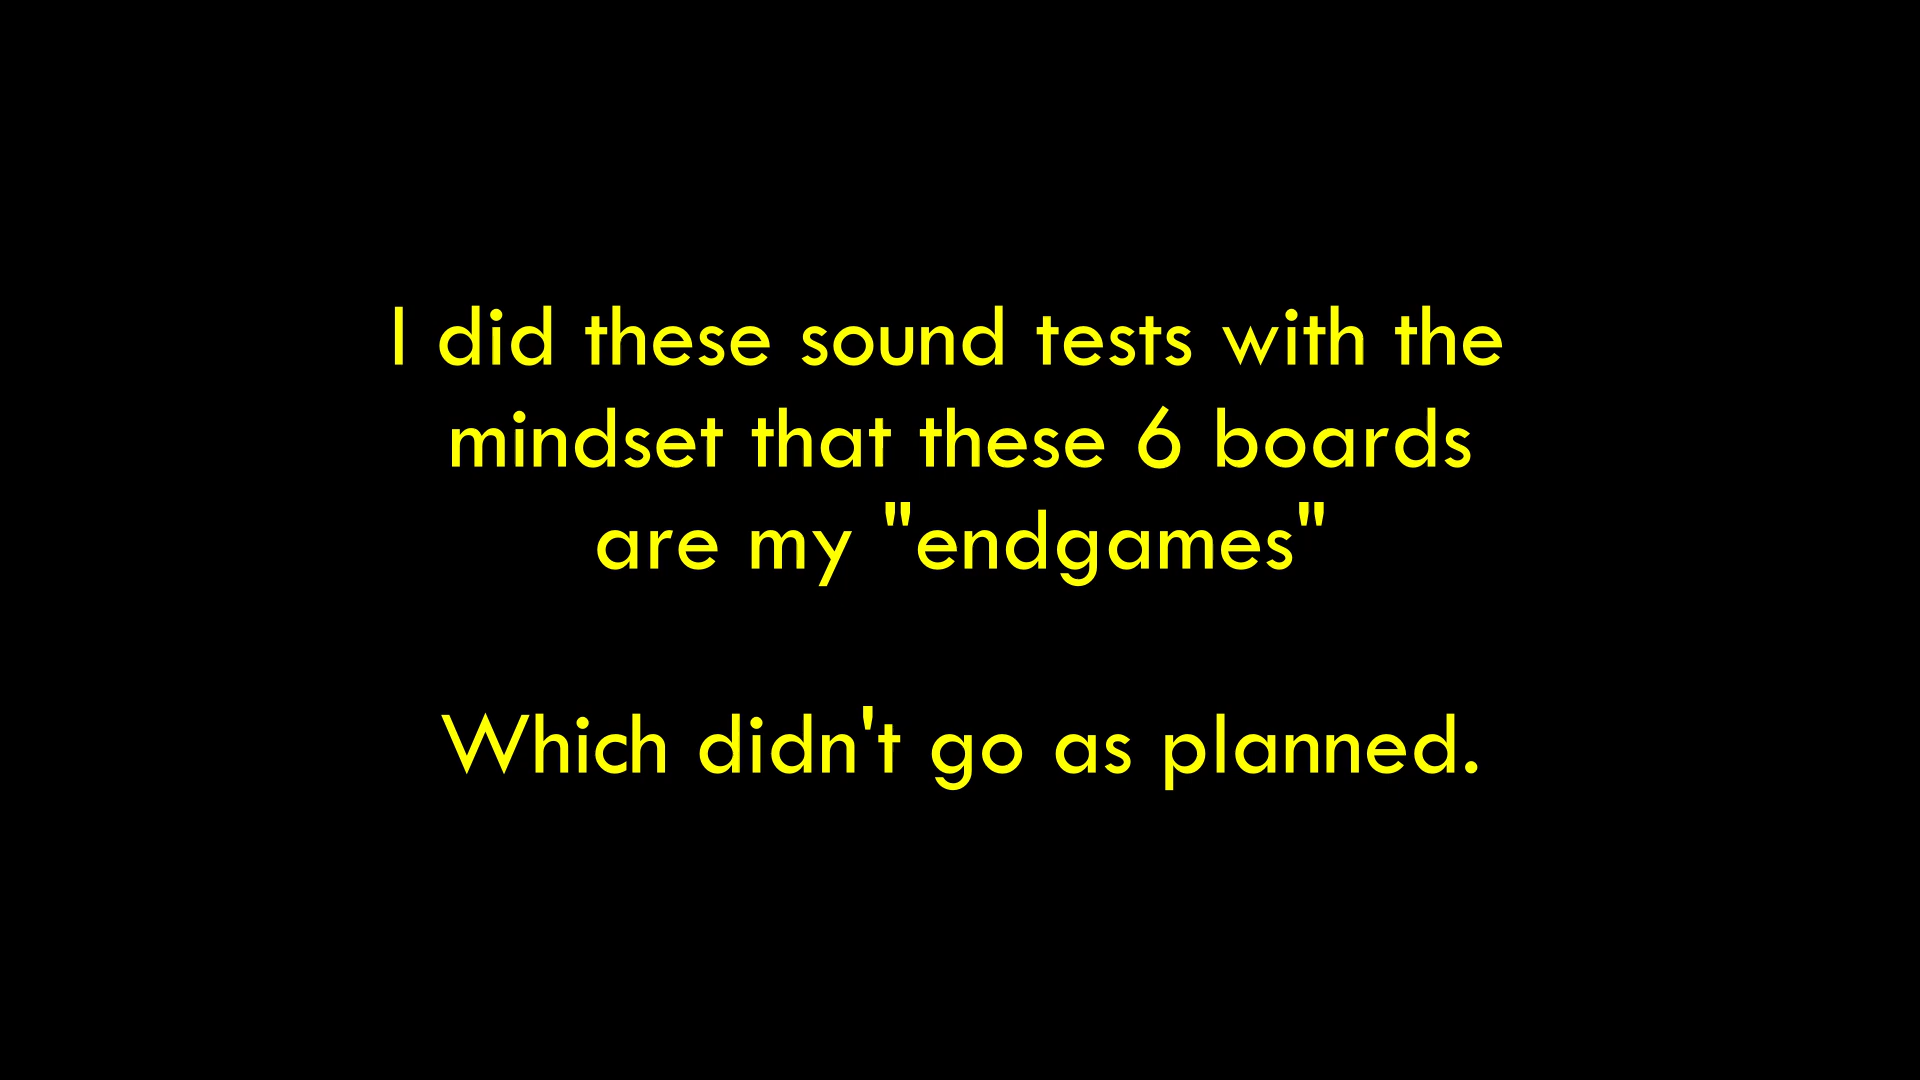 I did these sound tests with the
mindset that these 6 boards
are my "endgames"
Which didn't go as planned.